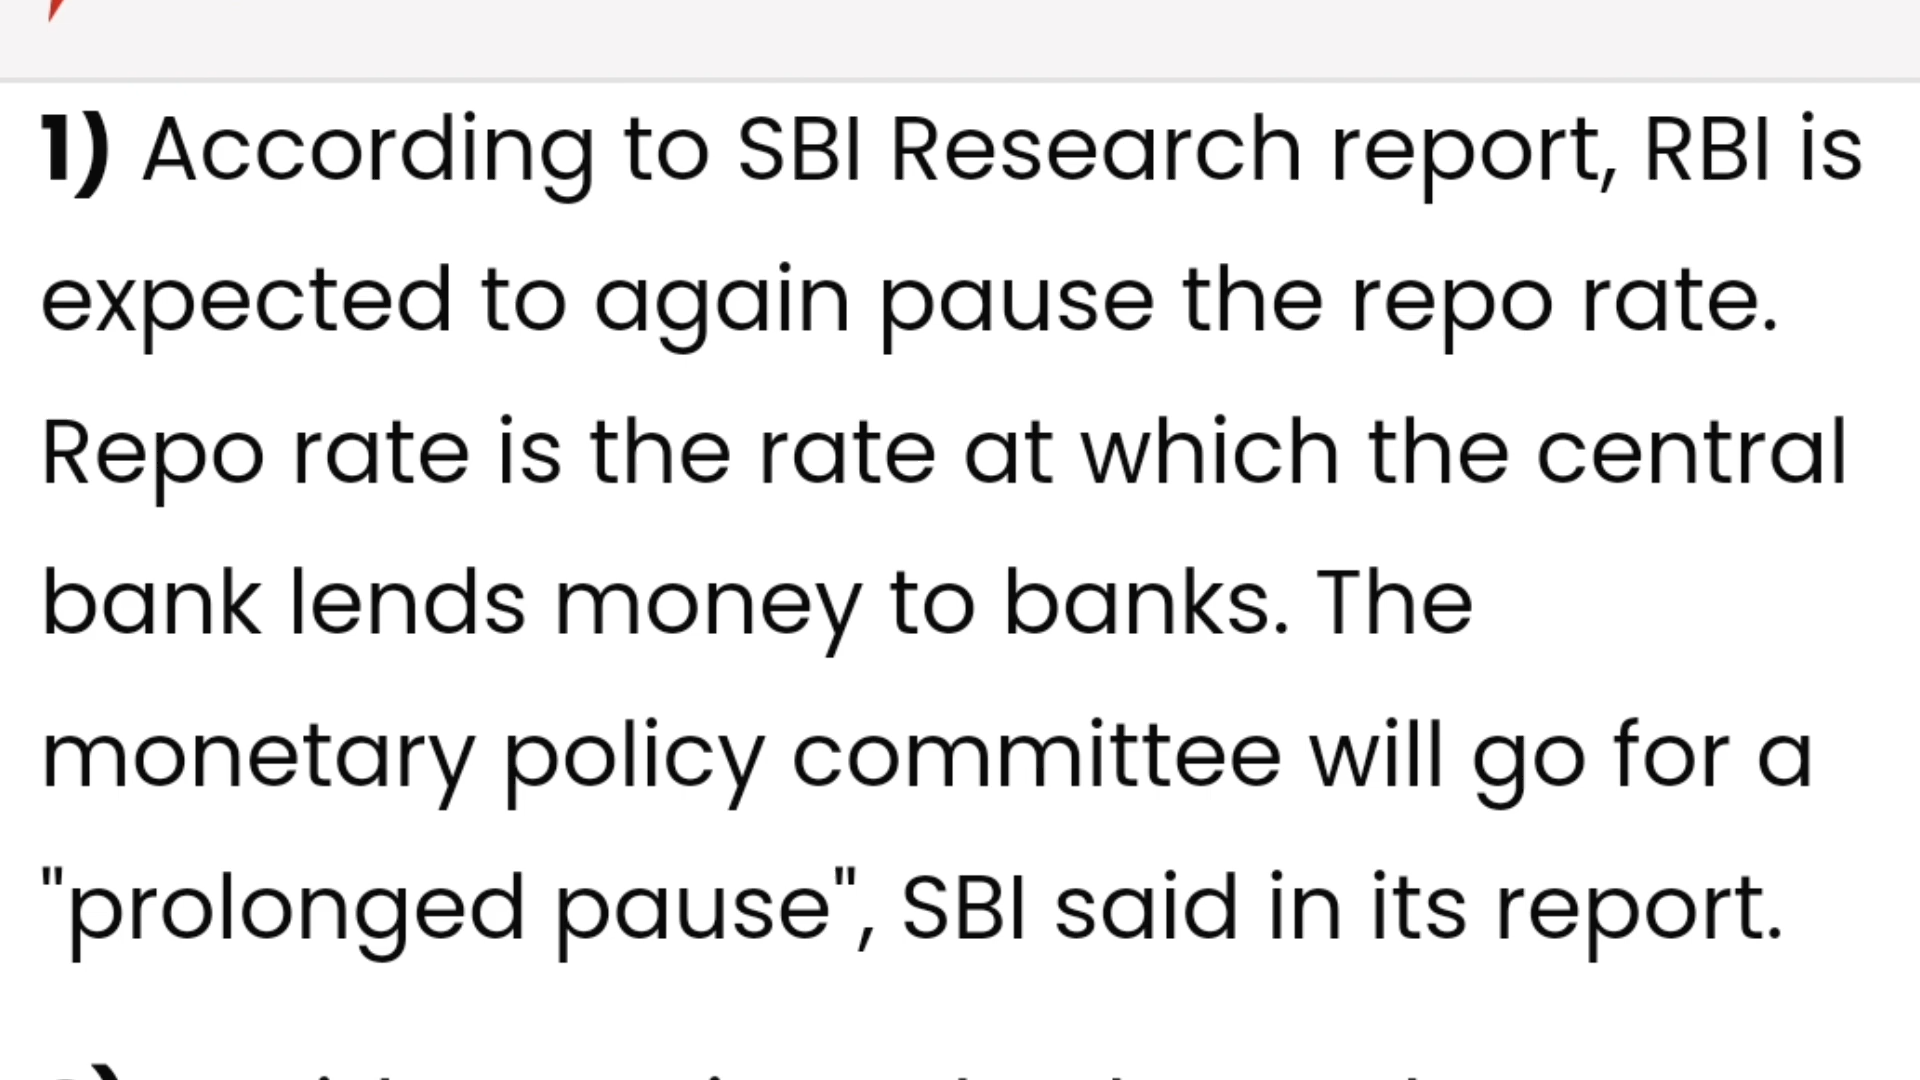 1) According to SBI Research report, RBI is
expected to again pause the repo rate.
Repo rate is the rate at which the central
bank lends money to banks. The
monetary policy committee will go for a
"prolonged pause", SBI said in its report.